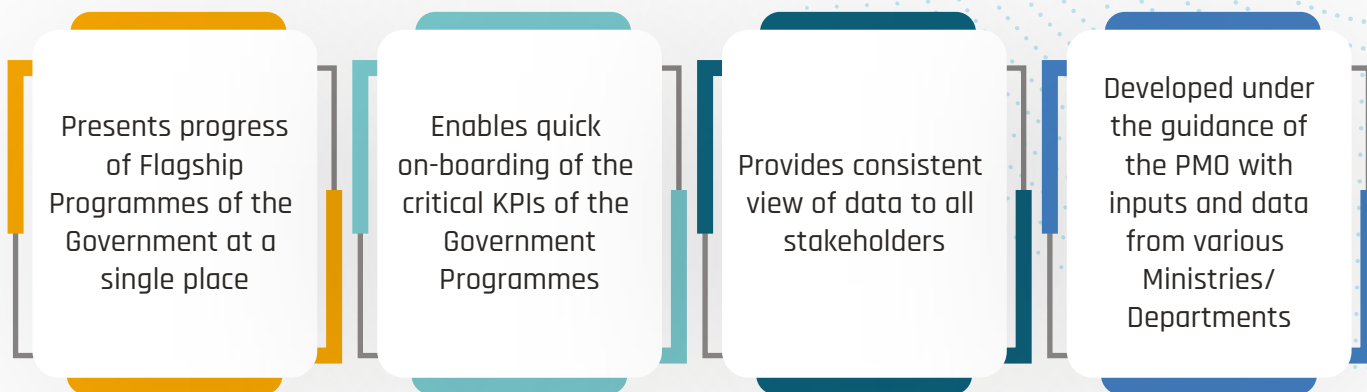 Presents progress
of Flagship
Programmes of the
Government at a
single place
Enables quick
on-boarding of the
critical KPIs of the
Government
Programmes
Provides consistent
view of data to all
stakeholders
Developed under
the guidance of
the PMO with
inputs and data
from various
Ministries/
Departments